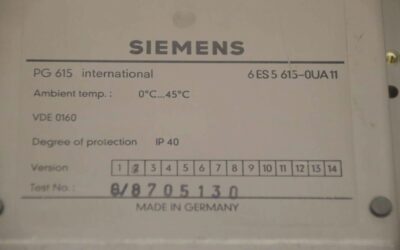 SIEMENS
PG 615 international 6ES5 615-0UA11
Ambient temp.: 0°C...45°C
VDE 0160
Degree of protection IP 40
Version 1 2 3 4 5 6 7 8 9 10 11 12 13 14
Test No.: 8/8705130
MADE IN GERMANY